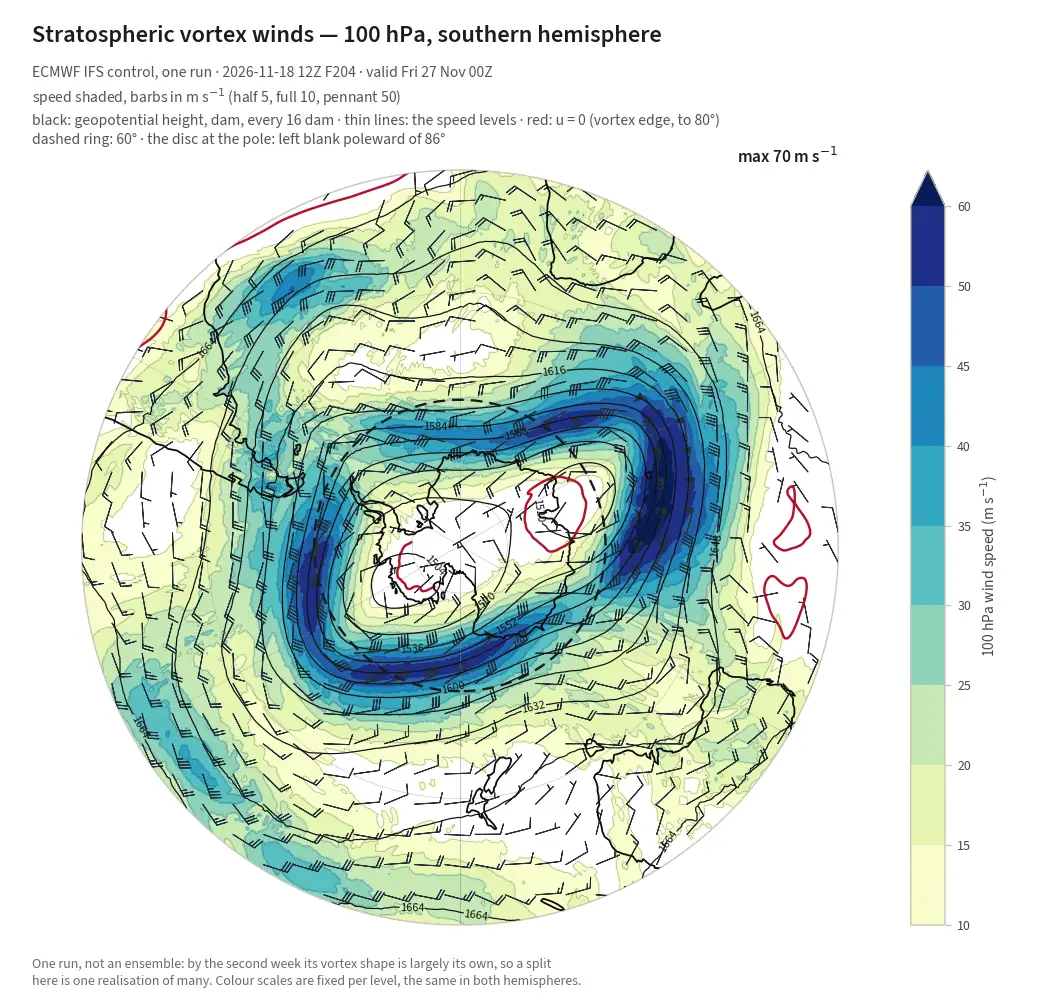 Stratospheric vortex winds — 100 hPa, southern hemisphere
ECMWF IFS control, one run · 2026-11-18 12Z F204 · valid Fri 27 Nov 00Z
speed shaded, barbs in m s⁻¹ (half 5, full 10, pennant 50)
black: geopotential height, dam, every 16 dam · thin lines: the speed levels · red: u = 0 (vortex edge, to 80°)
dashed ring: 60° · the disc at the pole: left blank poleward of 86°
max 70 m s⁻¹
60
50
45
40
35
30
25
20
15
10
100 hPa wind speed (m s⁻¹)
1664
1616
1584
1648
1552
1536
1600
1632
1664
1664
1664
1664
One run, not an ensemble: by the second week its vortex shape is largely its own, so a split
here is one realisation of many. Colour scales are fixed per level, the same in both hemispheres.